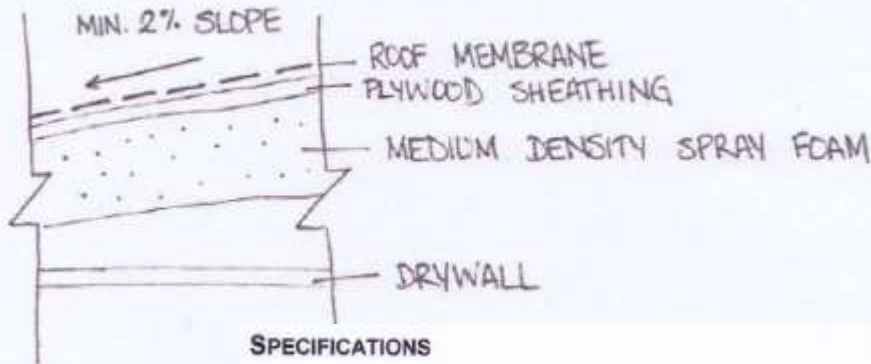 MIN. 2% SLOPE
ROOF MEMBRANE
PLYWOOD SHEATHING
MEDIUM DENSITY SPRAY FOAM
DRYWALL
SPECIFICATIONS